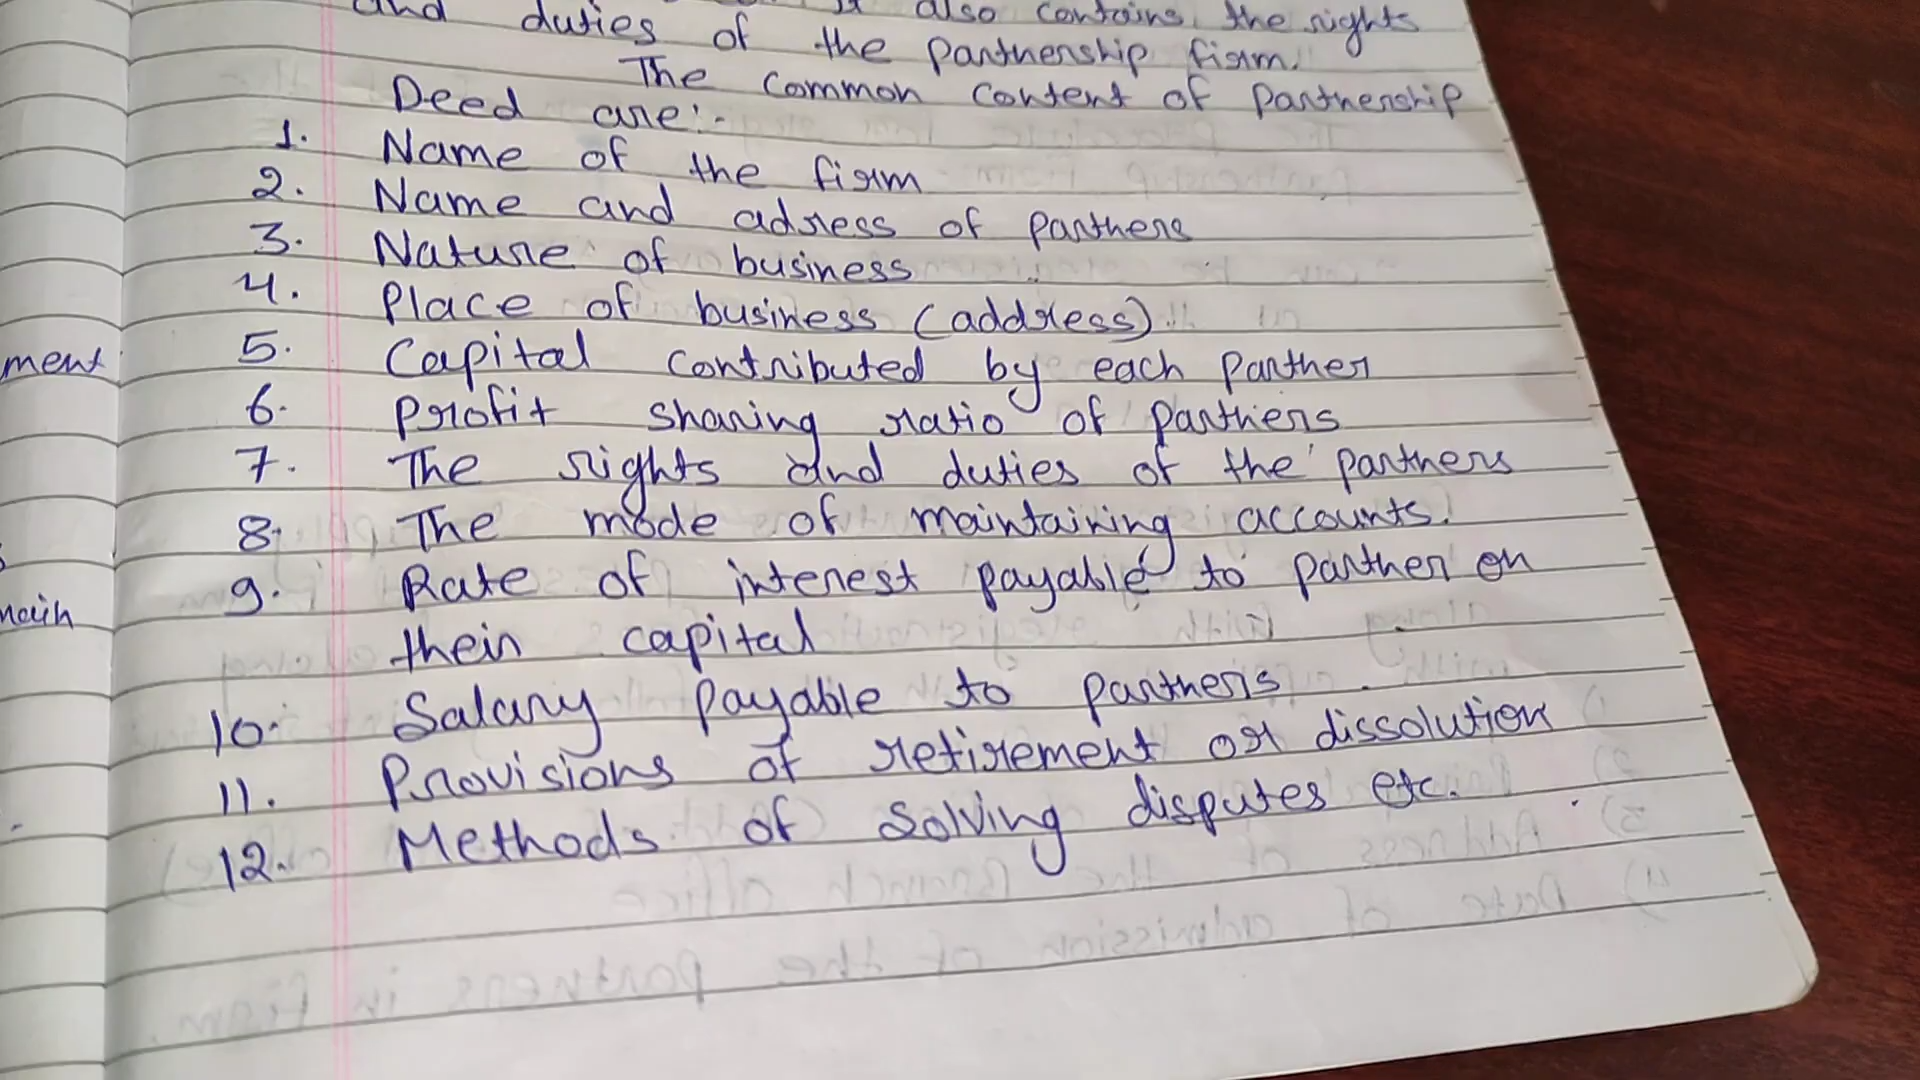 and duties of the partnership firm.
also contains the rights
The common content of partnership
Deed are:-
1. Name of the firm
2. Name and adress of partners
3. Nature of business
4. Place of business (address)
5. Capital contributed by each partner
6. Profit sharing ratio of partners
7. The rights and duties of the partners
8. The mode of maintaining accounts.
9. Rate of interest payable to partner on
their capital
10. Salary payable to partners
11. Provisions of retirement or dissolution
12. Methods of solving disputes etc.
ment